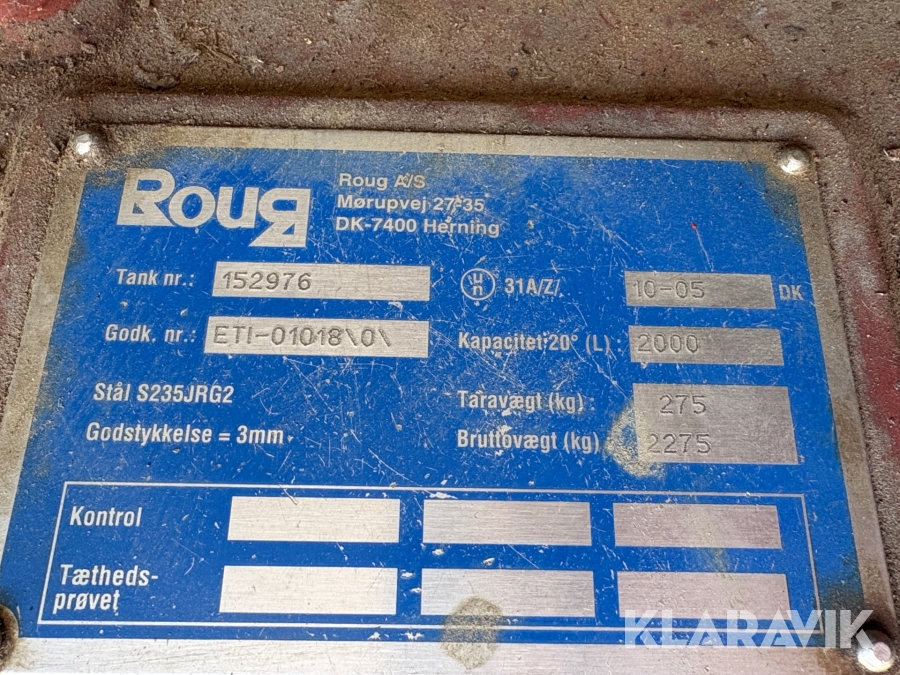 Roug
Roug A/S
Mørupvej 27-35
DK-7400 Herning
Tank nr.: 152976
31A/Z/ 10-05 DK
Godk. nr.: ETI-01018\0\
Kapacitet 20° (L) : 2000
Stål S235JRG2
Taravægt (kg) : 275
Godstykkelse = 3mm
Bruttovægt (kg) : 2275
Kontrol
Tætheds-
prøvet
KLARAVIK